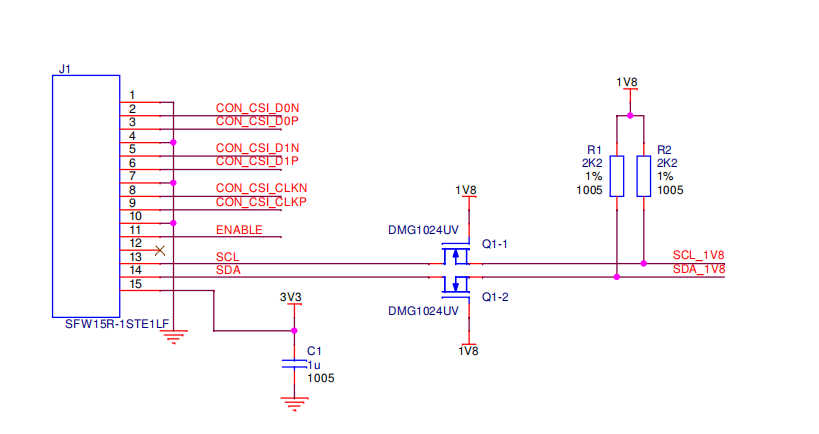 J1
1
2 CON_CSI_D0N
3 CON_CSI_D0P
4
5 CON_CSI_D1N
6 CON_CSI_D1P
7
8 CON_CSI_CLKN
9 CON_CSI_CLKP
10
11 ENABLE
12
13 SCL
14 SDA
15
SFW15R-1STE1LF
3V3
C1
1u
1005
1V8
DMG1024UV
Q1-1
Q1-2
DMG1024UV
1V8
1V8
R1
2K2
1%
1005
R2
2K2
1%
1005
SCL_1V8
SDA_1V8